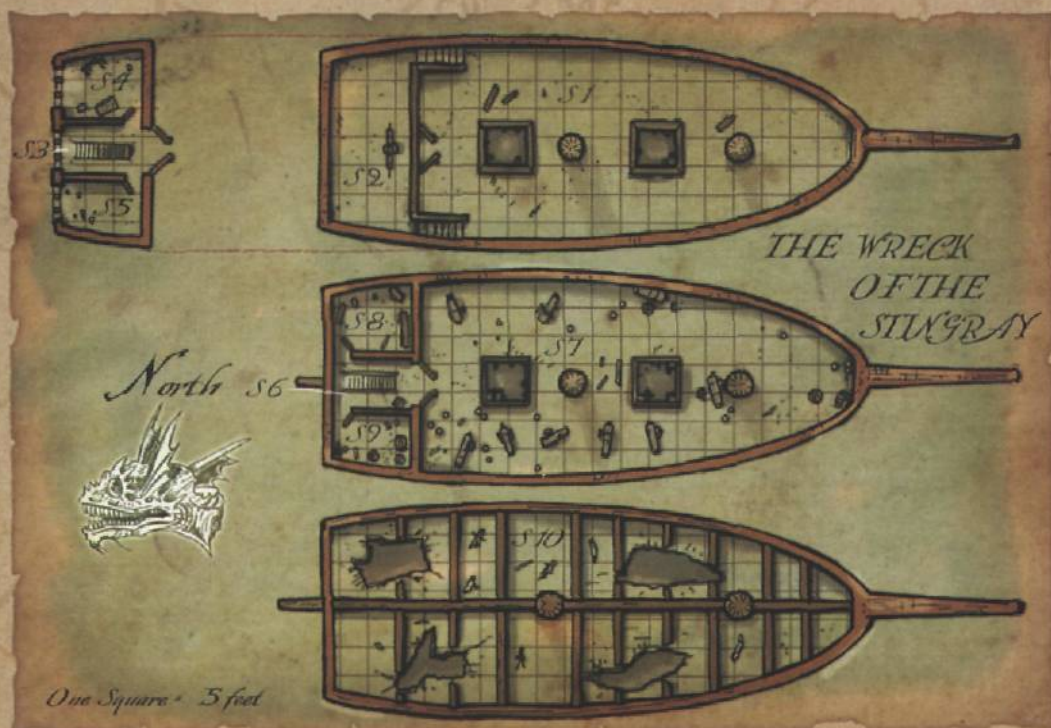 S4
S3
S5
S1
S2
THE WRECK
OF THE
STINGRAY
S8
S7
North S6
S9
S10
One Square = 5 feet